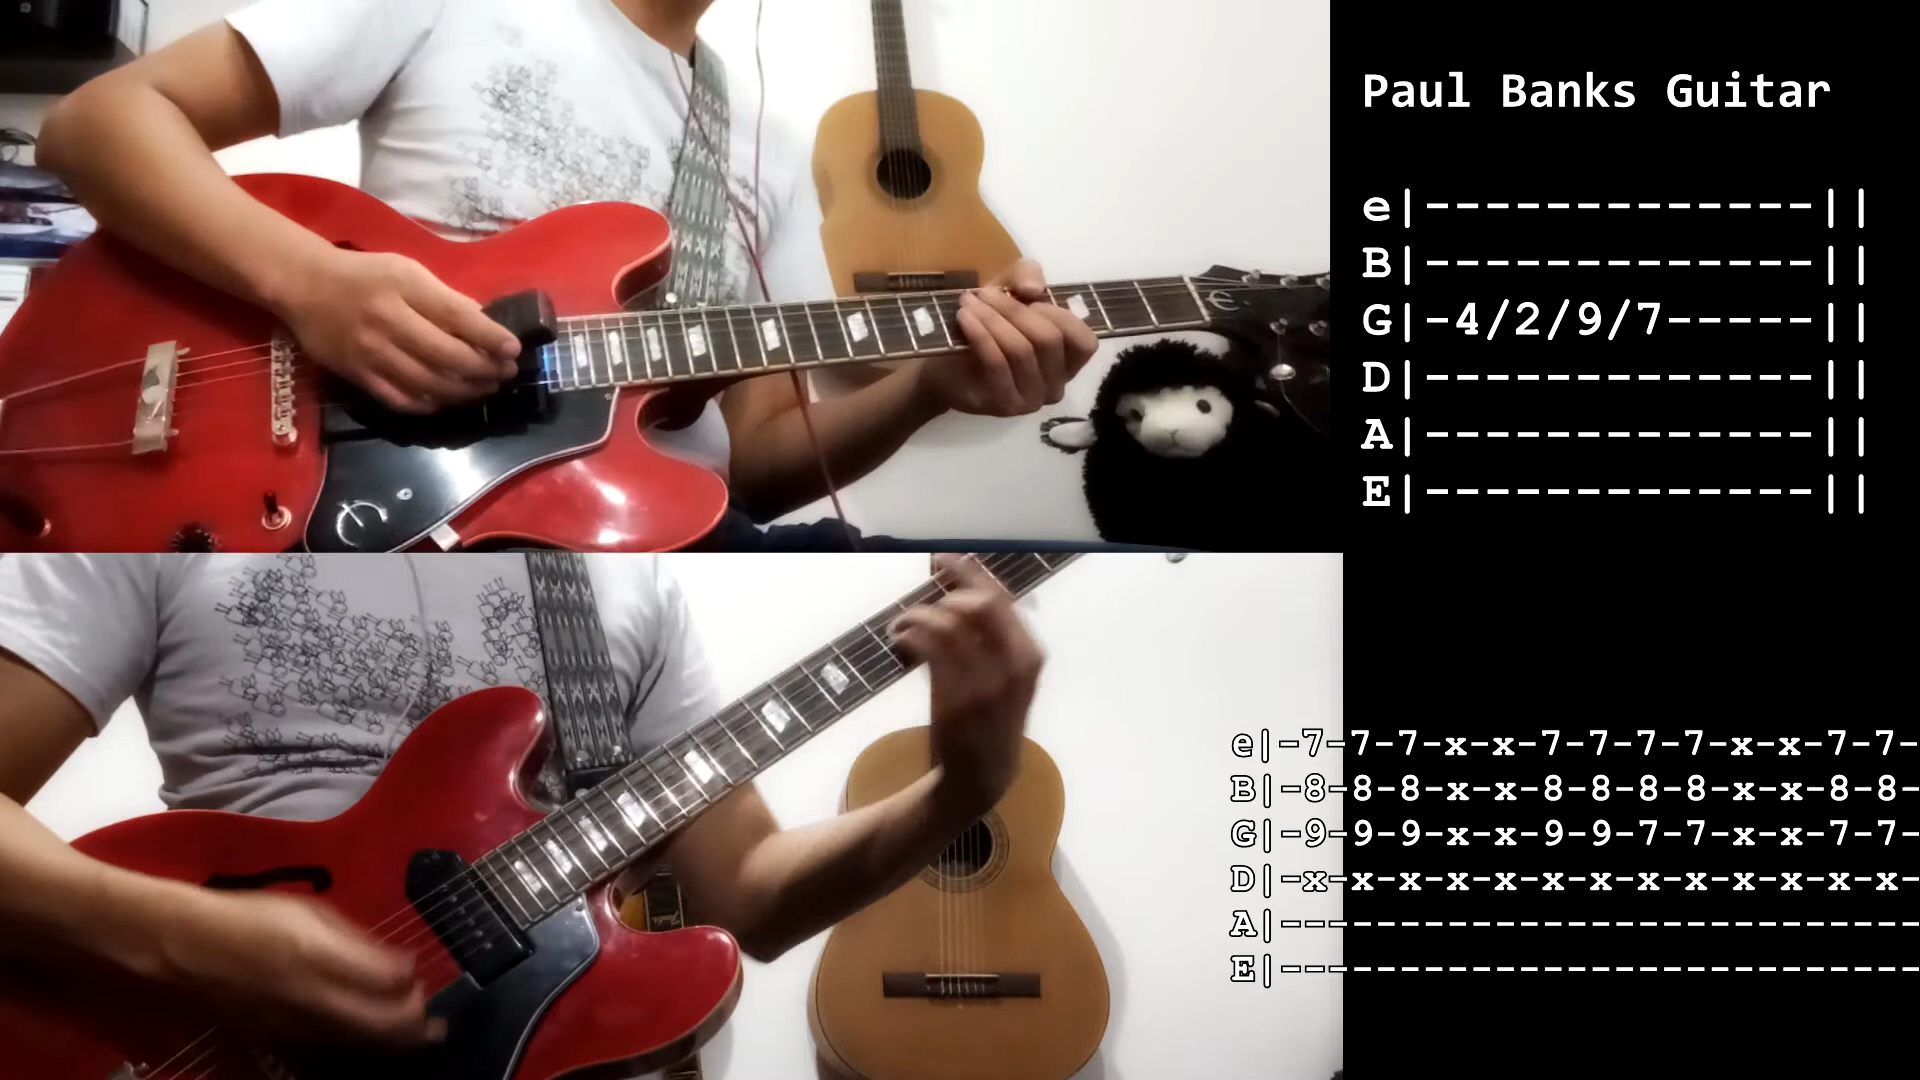 Paul Banks Guitar
e|-------------||
B|-------------||
G|-4/2/9/7-----||
D|-------------||
A|-------------||
E|-------------||
e|-7-7-7-x-x-7-7-7-7-x-x-7-7-
B|-8-8-8-x-x-8-8-8-8-x-x-8-8-
G|-9-9-9-x-x-9-9-7-7-x-x-7-7-
D|-x-x-x-x-x-x-x-x-x-x-x-x-x-
A|---------------------------
E|---------------------------